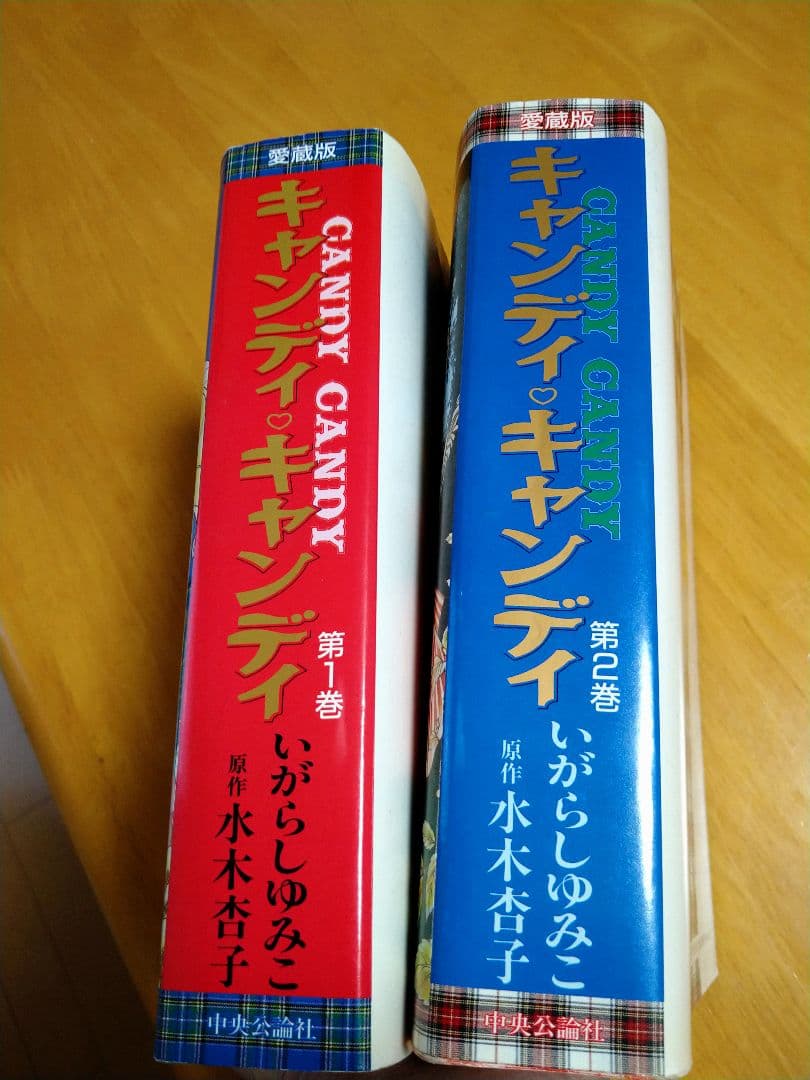 愛蔵版
キャンディ♡キャンディ
CANDY CANDY
第1巻
いがらしゆみこ
原作 水木杏子
中央公論社
愛蔵版
キャンディ♡キャンディ
CANDY CANDY
第2巻
いがらしゆみこ
原作 水木杏子
中央公論社